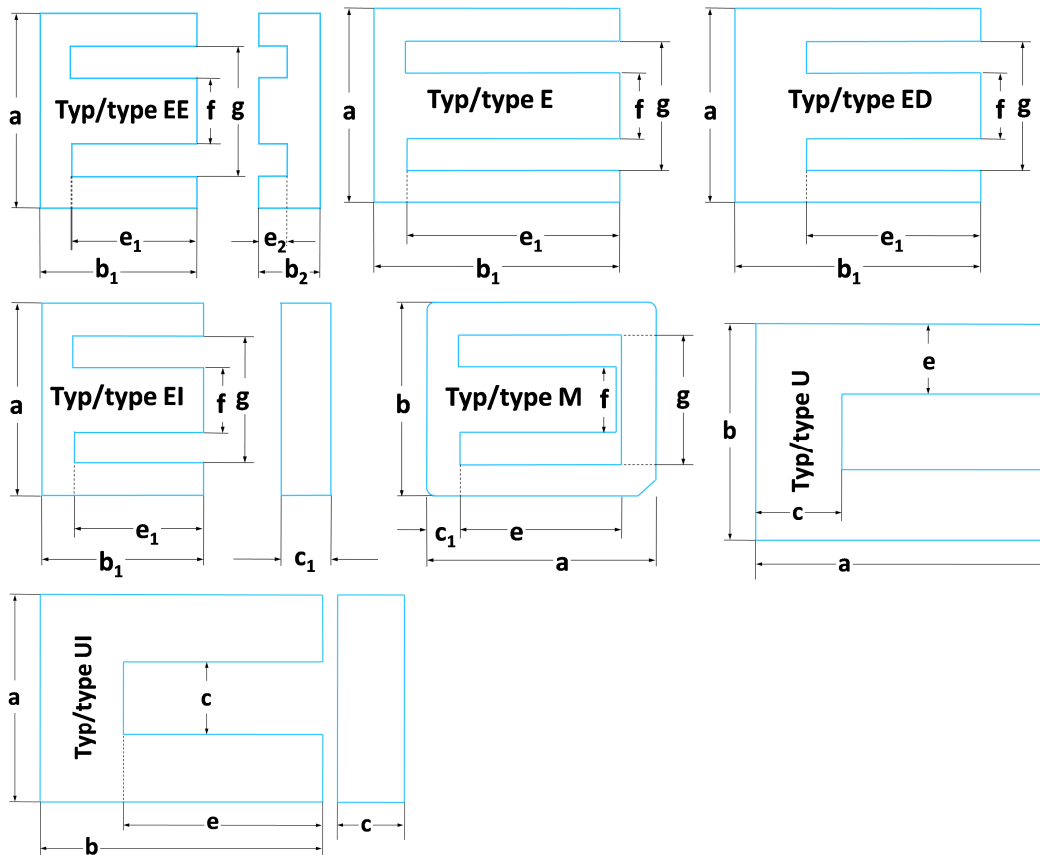 a
Typ/type EE
f
g
e1
b1
e2
b2
a
Typ/type E
f
g
e1
b1
a
Typ/type ED
f
g
e1
b1
a
Typ/type EI
f
g
e1
b1
c1
b
Typ/type M
f
g
c1
e
a
b
Typ/type U
e
c
a
a
Typ/type UI
c
e
b
c